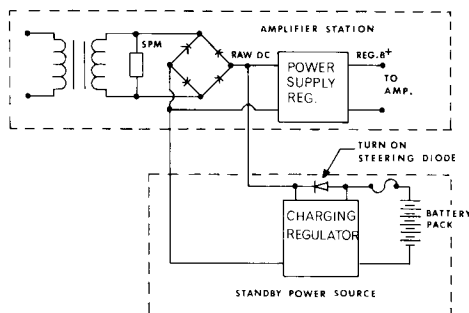 AMPLIFIER STATION
SPM
RAW DC
REG. B+
POWER
SUPPLY
REG.
TO
AMP.
TURN ON
STEERING DIODE
CHARGING
REGULATOR
BATTERY
PACK
STANDBY POWER SOURCE